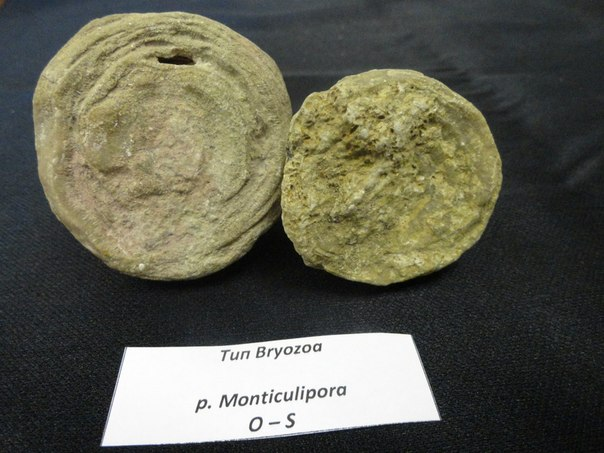 Тип Bryozoa
р. Monticulipora
O – S